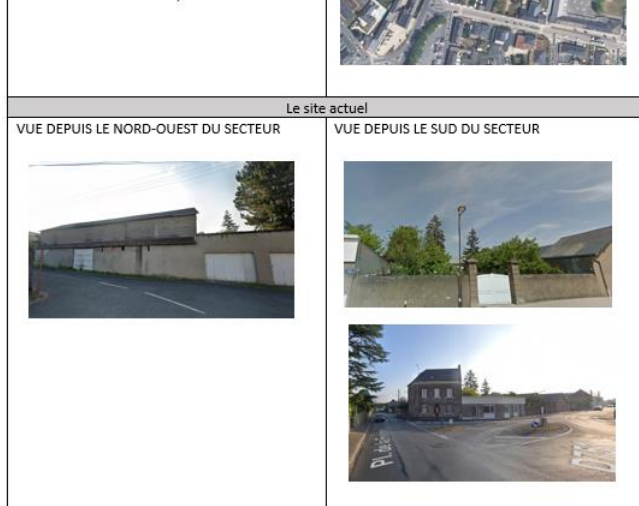 Le site actuel
VUE DEPUIS LE NORD-OUEST DU SECTEUR
VUE DEPUIS LE SUD DU SECTEUR